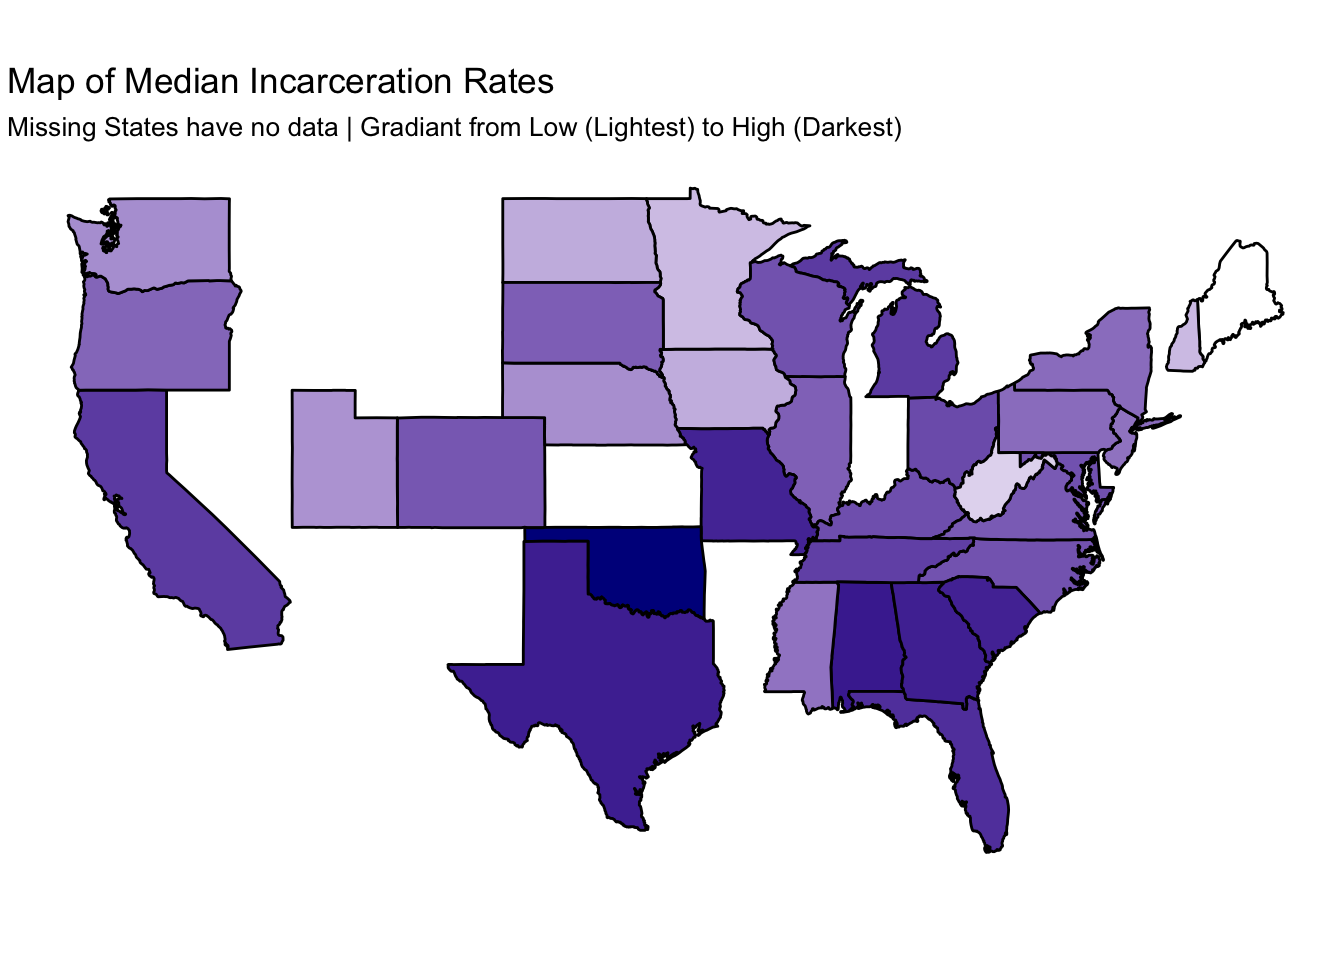 Map of Median Incarceration Rates
Missing States have no data | Gradiant from Low (Lightest) to High (Darkest)